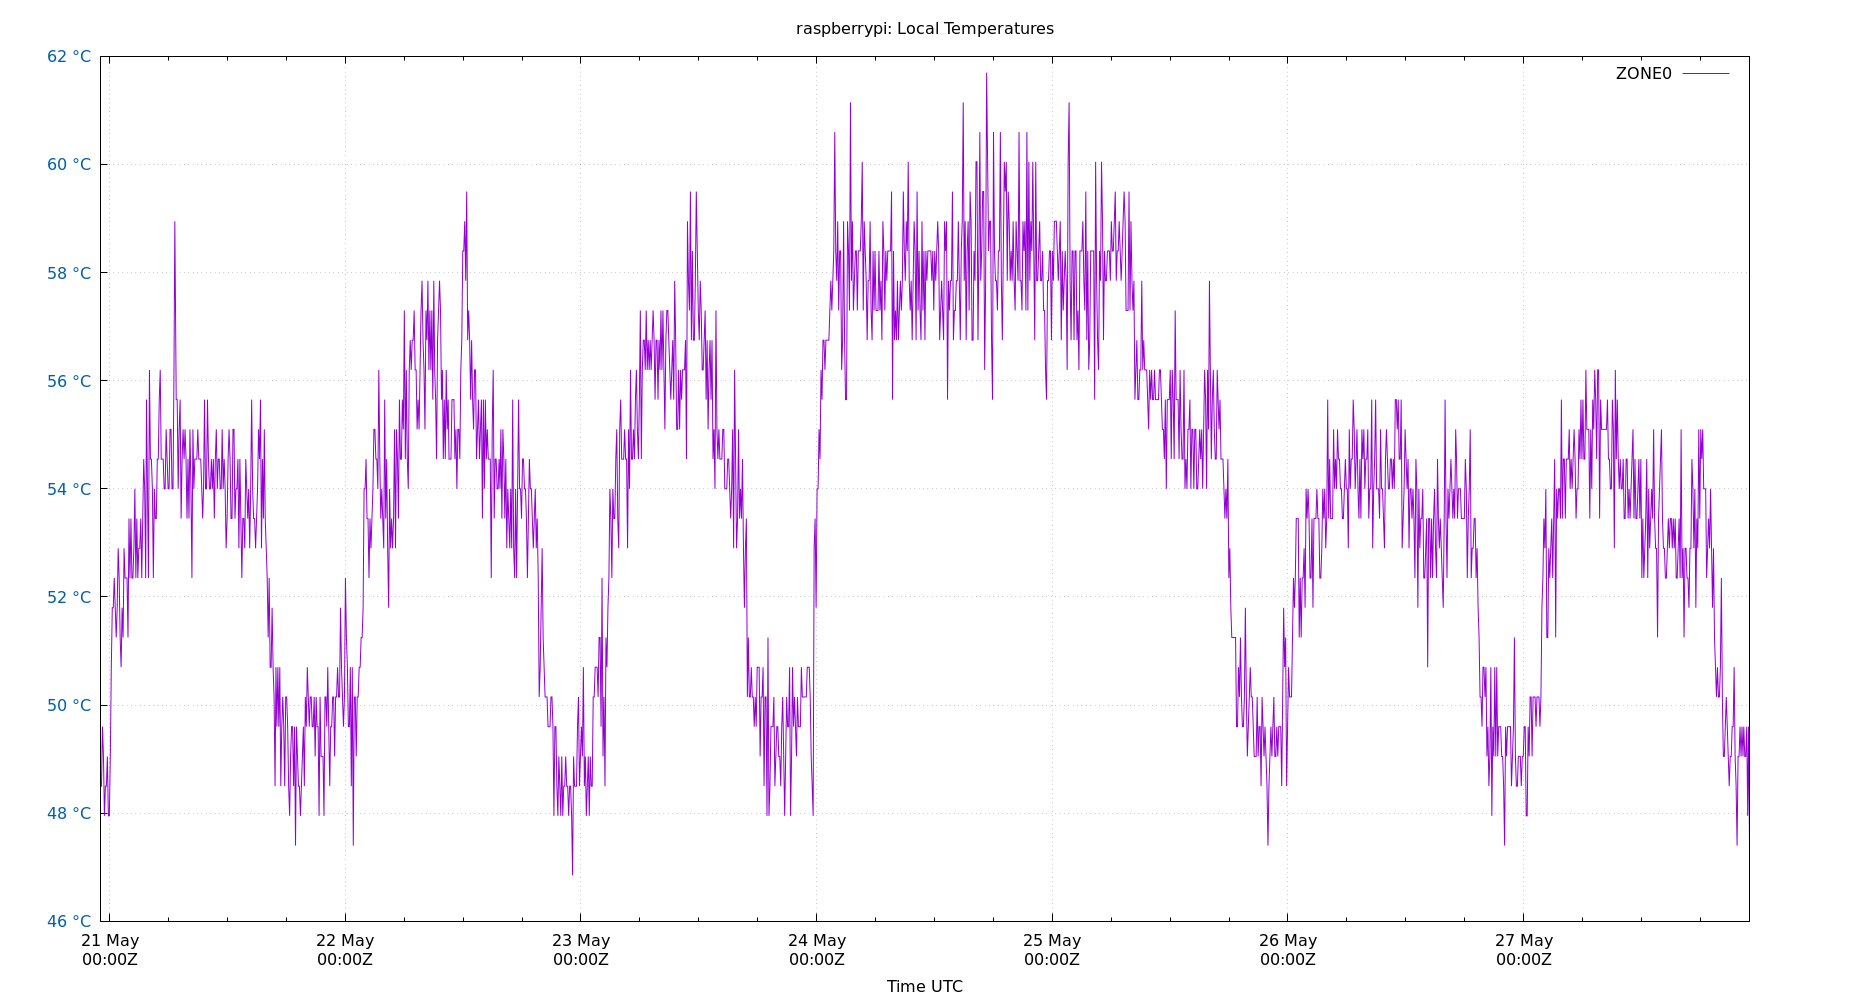 raspberrypi: Local Temperatures
62 °C
ZONE0
60 °C
58 °C
56 °C
54 °C
52 °C
50 °C
48 °C
46 °C
21 May 22 May 23 May 24 May 25 May 26 May 27 May
00:00Z 00:00Z 00:00Z 00:00Z 00:00Z 00:00Z 00:00Z
Time UTC